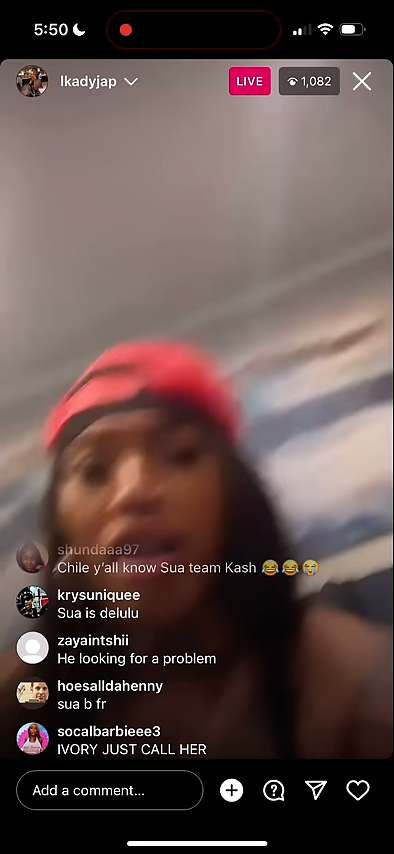 5:50
lkadyjap
LIVE
1,082
shundaaa97
Chile y'all know Sua team Kash 😂😂😭
krysuniquee
Sua is delulu
zayaintshii
He looking for a problem
hoesalldahenny
sua b fr
socalbarbieee3
IVORY JUST CALL HER
Add a comment...